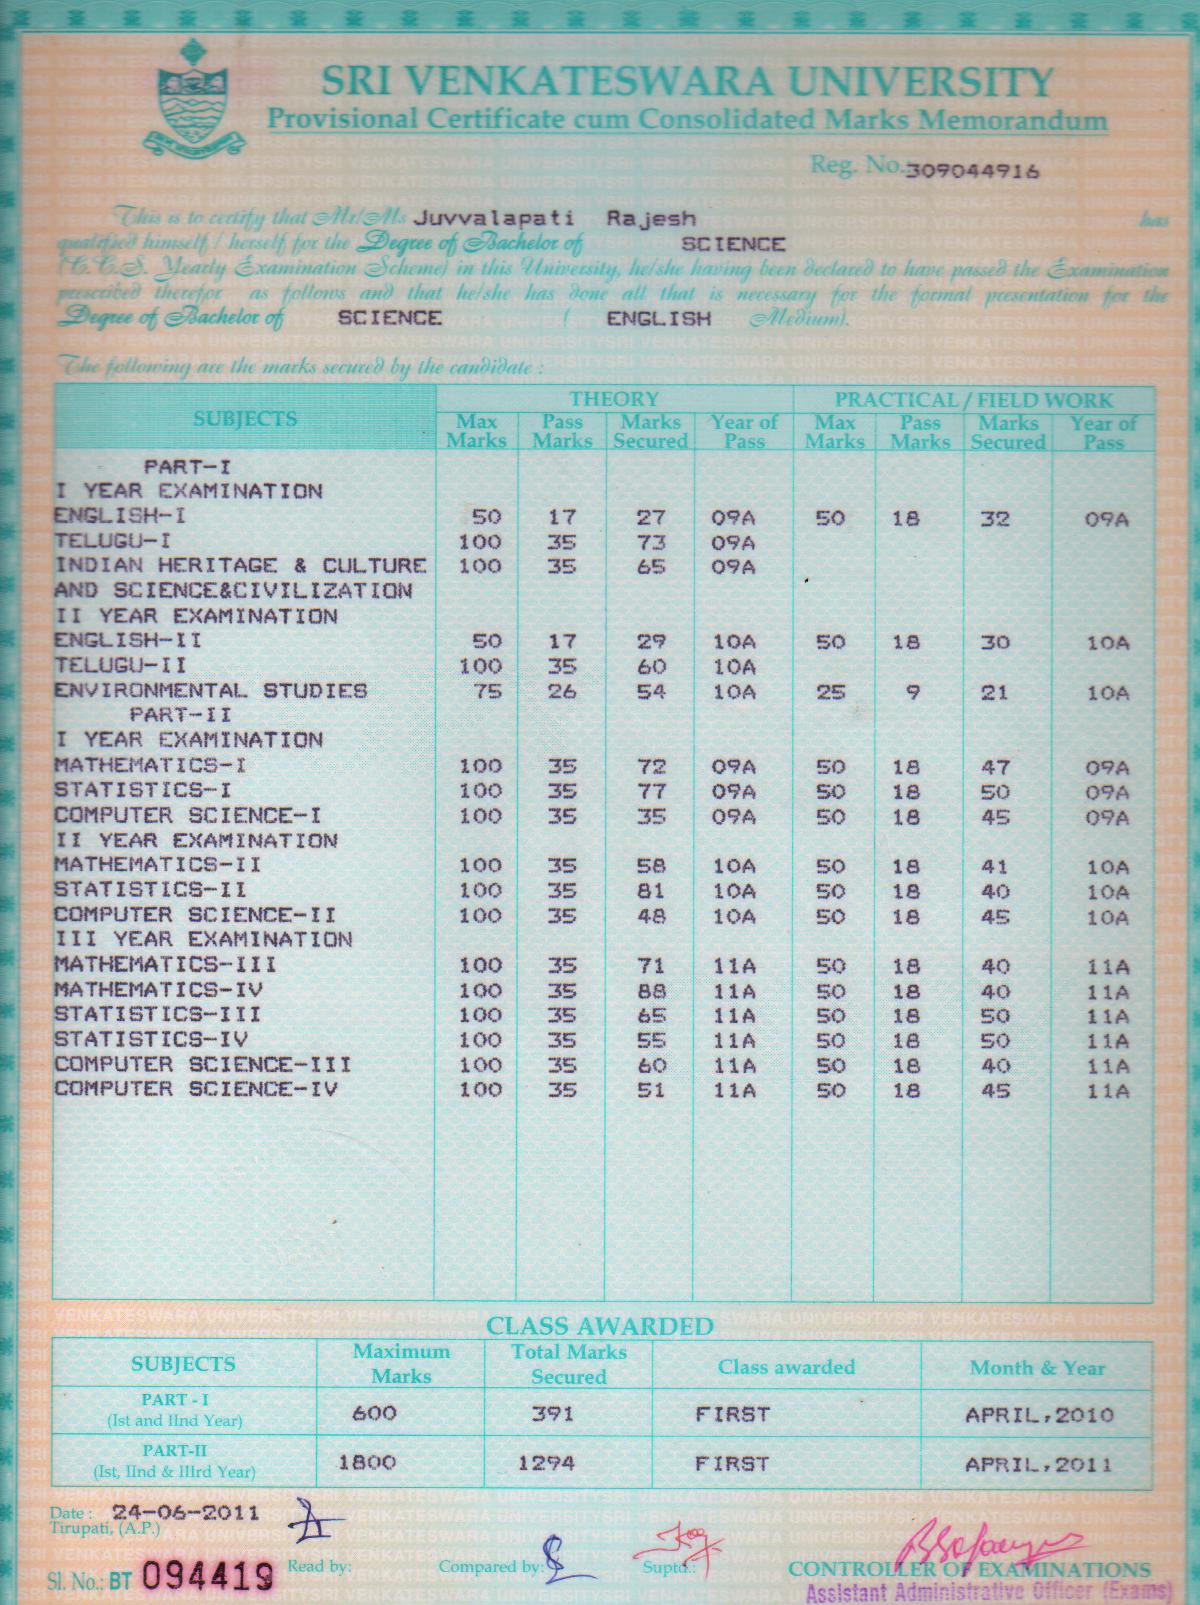 SRI VENKATESWARA UNIVERSITY
Provisional Certificate cum Consolidated Marks Memorandum
Reg. No. 309044916
This is to certify that Mr/Ms Juvvalapati Rajesh has
qualified himself / herself for the Degree of Bachelor of SCIENCE
(C.C.S. Yearly Examination Scheme) in this University, he/she having been declared to have passed the Examination
prescribed therefor as follows and that he/she has done all that is necessary for the formal presentation for the
Degree of Bachelor of SCIENCE ( ENGLISH Medium).
The following are the marks secured by the candidate :
SUBJECTS THEORY PRACTICAL / FIELD WORK
Max Marks Pass Marks Marks Secured Year of Pass Max Marks Pass Marks Marks Secured Year of Pass
PART-I
I YEAR EXAMINATION
ENGLISH-I 50 17 27 09A 50 18 32 09A
TELUGU-I 100 35 73 09A
INDIAN HERITAGE & CULTURE 100 35 65 09A
AND SCIENCE&CIVILIZATION
II YEAR EXAMINATION
ENGLISH-II 50 17 29 10A 50 18 30 10A
TELUGU-II 100 35 60 10A
ENVIRONMENTAL STUDIES 75 26 54 10A 25 9 21 10A
PART-II
I YEAR EXAMINATION
MATHEMATICS-I 100 35 72 09A 50 18 47 09A
STATISTICS-I 100 35 77 09A 50 18 50 09A
COMPUTER SCIENCE-I 100 35 35 09A 50 18 45 09A
II YEAR EXAMINATION
MATHEMATICS-II 100 35 58 10A 50 18 41 10A
STATISTICS-II 100 35 81 10A 50 18 40 10A
COMPUTER SCIENCE-II 100 35 48 10A 50 18 45 10A
III YEAR EXAMINATION
MATHEMATICS-III 100 35 71 11A 50 18 40 11A
MATHEMATICS-IV 100 35 88 11A 50 18 40 11A
STATISTICS-III 100 35 65 11A 50 18 50 11A
STATISTICS-IV 100 35 55 11A 50 18 50 11A
COMPUTER SCIENCE-III 100 35 60 11A 50 18 40 11A
COMPUTER SCIENCE-IV 100 35 51 11A 50 18 45 11A
CLASS AWARDED
SUBJECTS Maximum Marks Total Marks Secured Class awarded Month & Year
PART - I (Ist and IInd Year) 600 391 FIRST APRIL,2010
PART-II (Ist, IInd & IIIrd Year) 1800 1294 FIRST APRIL,2011
Date : 24-06-2011
Tirupati, (A.P.)
Sl. No.: BT 094419 Read by: Compared by: Suptd.: CONTROLLER OF EXAMINATIONS
Assistant Administrative Officer (Exams)